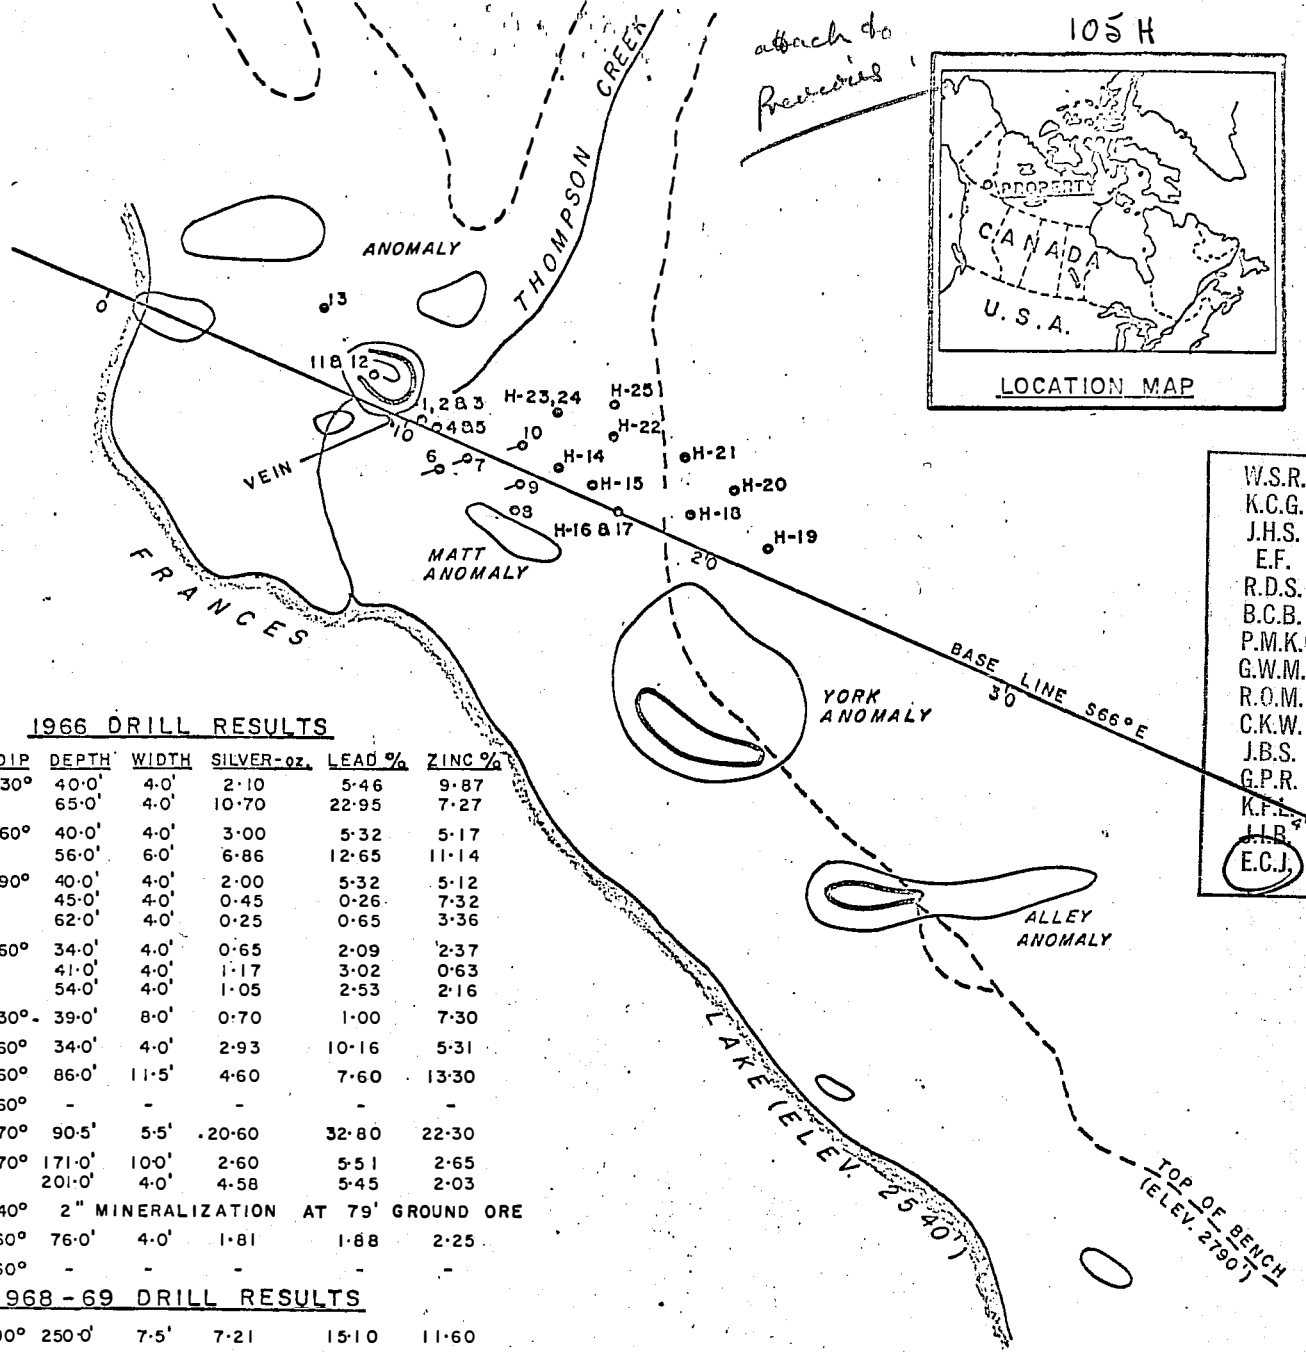 attach to
105 H
PROPERTY
CANADA
U.S.A.
LOCATION MAP
THOMPSON CREEK
ANOMALY
0
13
11 & 12
1, 2 & 3
H-23,24
H-25
10
4 & 5
10
H-22
VEIN
6
7
H-14
H-21
9
H-15
H-20
8
H-16 & 17
H-18
H-19
MATT
ANOMALY
20
FRANCES
BASE LINE S66°E
30
YORK
ANOMALY
W.S.R.
K.C.G.
J.H.S.
E.F.
R.D.S.
B.C.B.
P.M.K.
G.W.M.
R.O.M.
C.K.W.
J.B.S.
G.P.R.
K.F.L.
4
J.I.B.
E.C.J.
ALLEY
ANOMALY
LAKE (ELEV. 2540')
TOP OF BENCH
(ELEV. 2790')
1966 DRILL RESULTS
DIP DEPTH WIDTH SILVER-oz. LEAD % ZINC %
30° 40·0' 4·0' 2·10 5·46 9·87
65·0' 4·0' 10·70 22·95 7·27
60° 40·0' 4·0' 3·00 5·32 5·17
56·0' 6·0' 6·86 12·65 11·14
90° 40·0' 4·0' 2·00 5·32 5·12
45·0' 4·0' 0·45 0·26 7·32
62·0' 4·0' 0·25 0·65 3·36
60° 34·0' 4·0' 0·65 2·09 2·37
41·0' 4·0' 1·17 3·02 0·63
54·0' 4·0' 1·05 2·53 2·16
30° 39·0' 8·0' 0·70 1·00 7·30
60° 34·0' 4·0' 2·93 10·16 5·31
60° 86·0' 11·5' 4·60 7·60 13·30
60° - - - - -
70° 90·5' 5·5' 20·60 32·80 22·30
70° 171·0' 10·0' 2·60 5·51 2·65
201·0' 4·0' 4·58 5·45 2·03
40° 2" MINERALIZATION AT 79' GROUND ORE
60° 76·0' 4·0' 1·81 1·88 2·25
60° - - - - -
968-69 DRILL RESULTS
90° 250·0' 7·5' 7·21 15·10 11·60